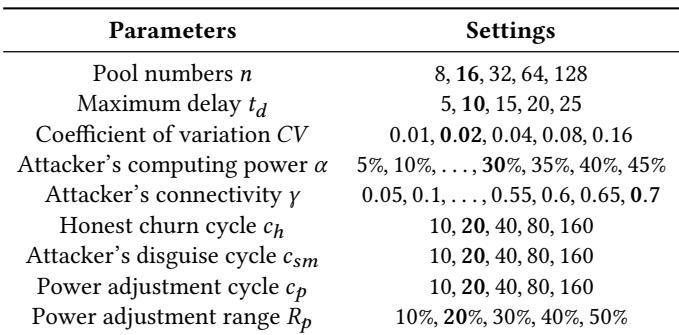 Parameters Settings
Pool numbers n 8, 16, 32, 64, 128
Maximum delay t_d 5, 10, 15, 20, 25
Coefficient of variation CV 0.01, 0.02, 0.04, 0.08, 0.16
Attacker's computing power α 5%, 10%, . . . , 30%, 35%, 40%, 45%
Attacker's connectivity γ 0.05, 0.1, . . . , 0.55, 0.6, 0.65, 0.7
Honest churn cycle c_h 10, 20, 40, 80, 160
Attacker's disguise cycle c_sm 10, 20, 40, 80, 160
Power adjustment cycle c_p 10, 20, 40, 80, 160
Power adjustment range R_p 10%, 20%, 30%, 40%, 50%